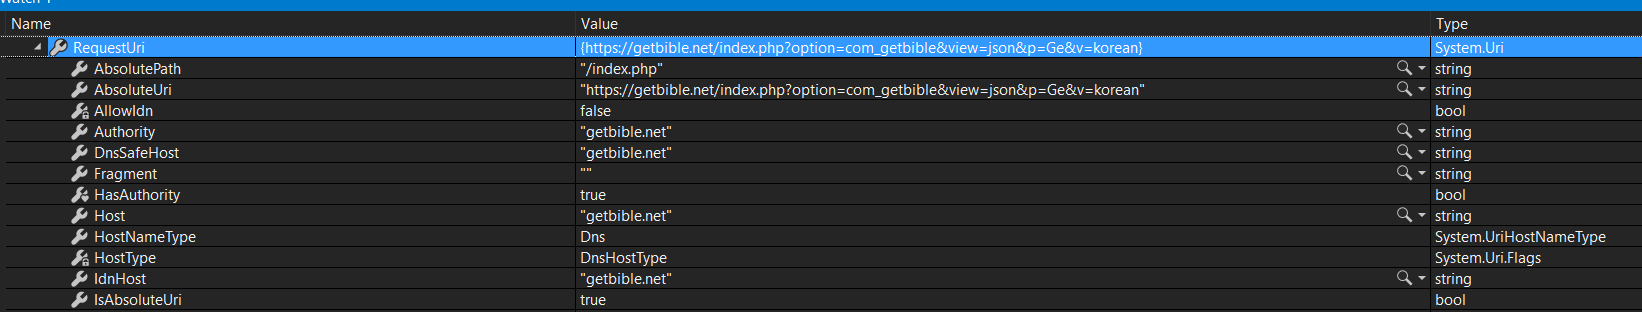 Name Value Type
RequestUri {https://getbible.net/index.php?option=com_getbible&view=json&p=Ge&v=korean} System.Uri
AbsolutePath "/index.php" string
AbsoluteUri "https://getbible.net/index.php?option=com_getbible&view=json&p=Ge&v=korean" string
AllowIdn false bool
Authority "getbible.net" string
DnsSafeHost "getbible.net" string
Fragment "" string
HasAuthority true bool
Host "getbible.net" string
HostNameType Dns System.UriHostNameType
HostType DnsHostType System.Uri.Flags
IdnHost "getbible.net" string
IsAbsoluteUri true bool